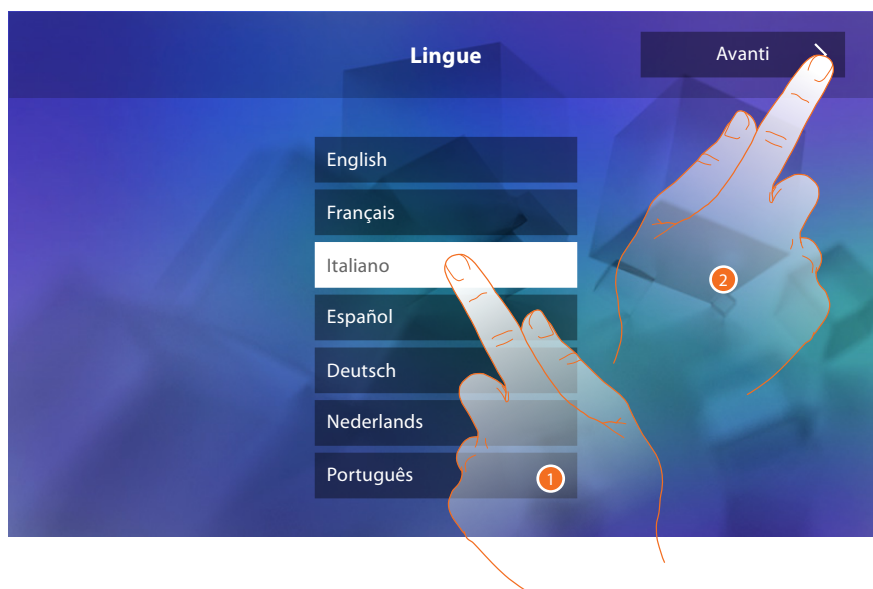 Lingue
Avanti
English
Français
Italiano
Español
Deutsch
Nederlands
Português
2
1